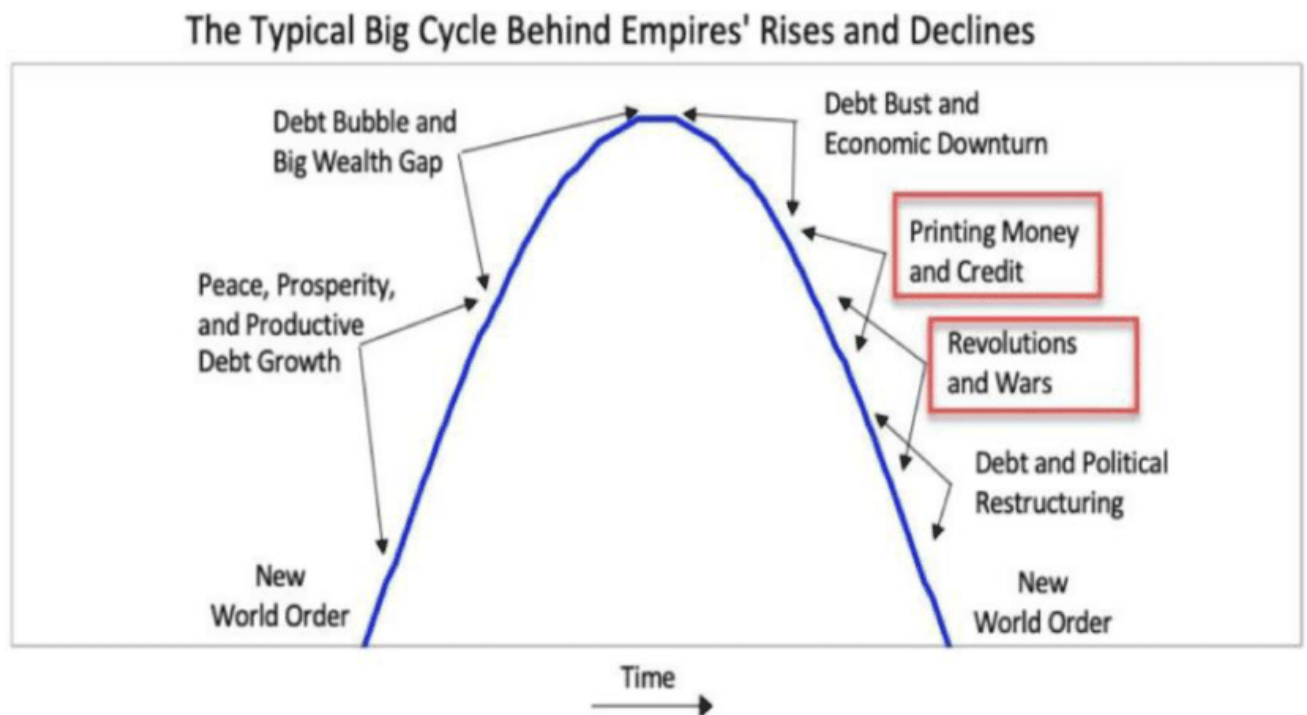 The Typical Big Cycle Behind Empires' Rises and Declines
Debt Bubble and
Big Wealth Gap
Debt Bust and
Economic Downturn
Printing Money
and Credit
Peace, Prosperity,
and Productive
Debt Growth
Revolutions
and Wars
Debt and Political
Restructuring
New
World Order
New
World Order
Time